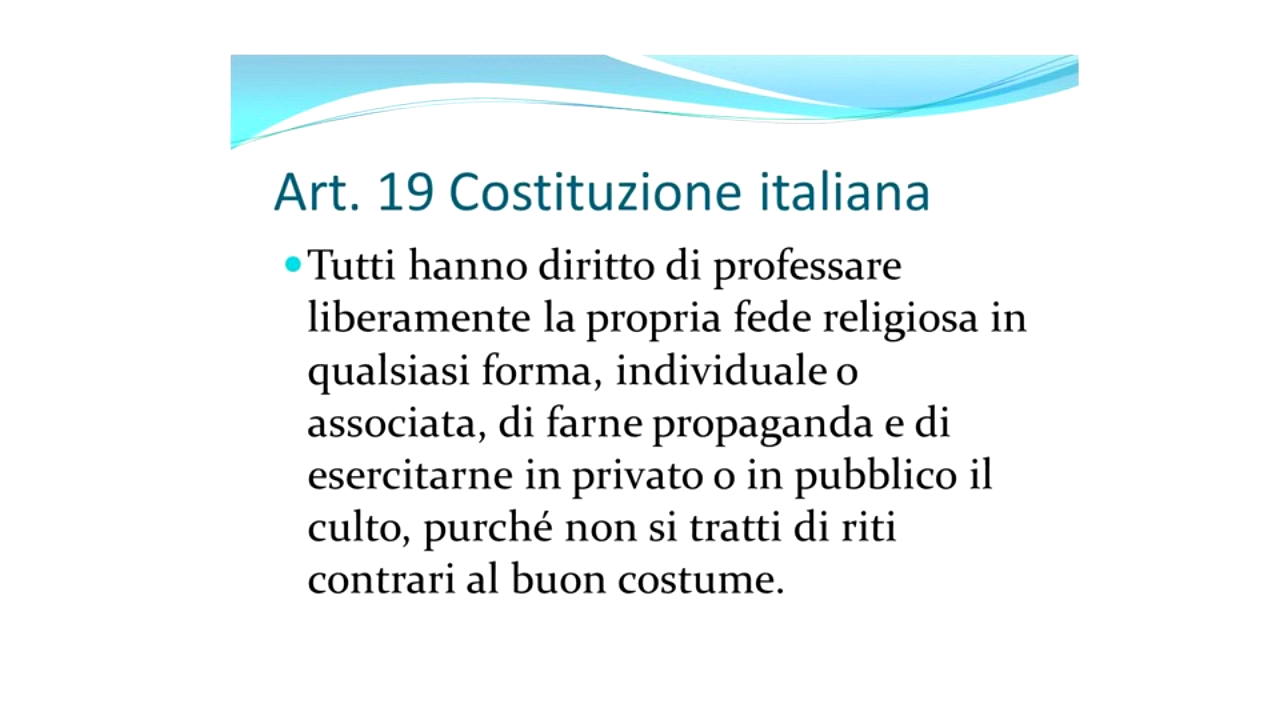 Art. 19 Costituzione italiana
•Tutti hanno diritto di professare
liberamente la propria fede religiosa in
qualsiasi forma, individuale o
associata, di farne propaganda e di
esercitarne in privato o in pubblico il
culto, purché non si tratti di riti
contrari al buon costume.